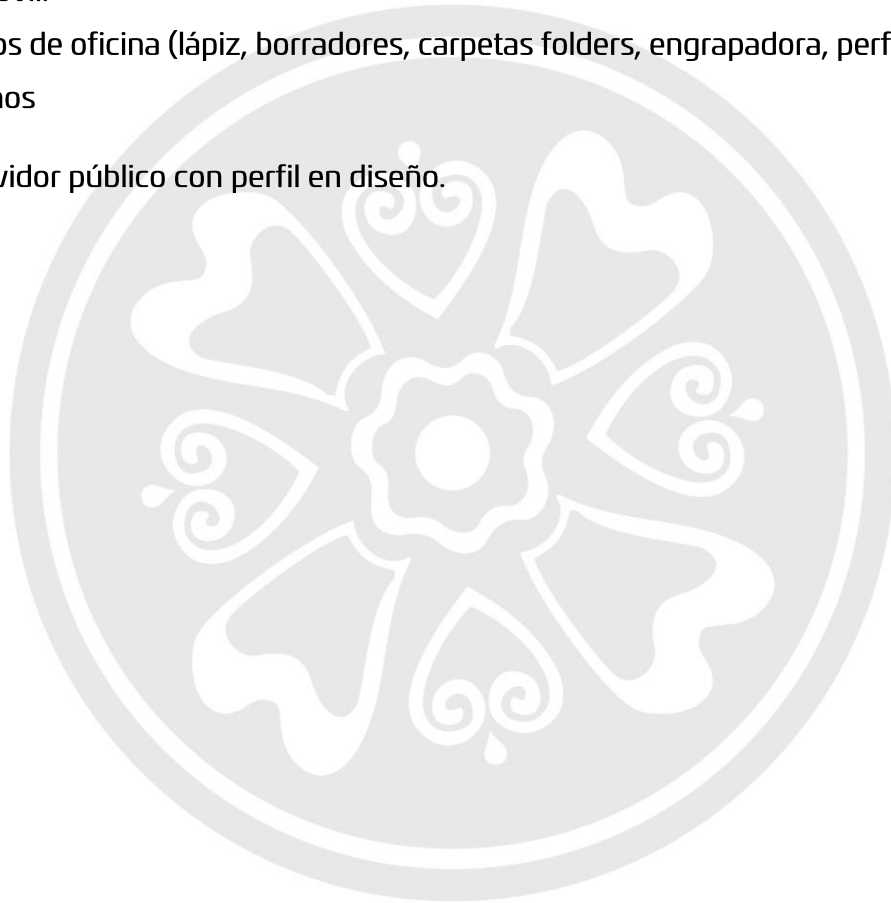 os de oficina (lápiz, borradores, carpetas folders, engrapadora, perf
nos
vidor público con perfil en diseño.